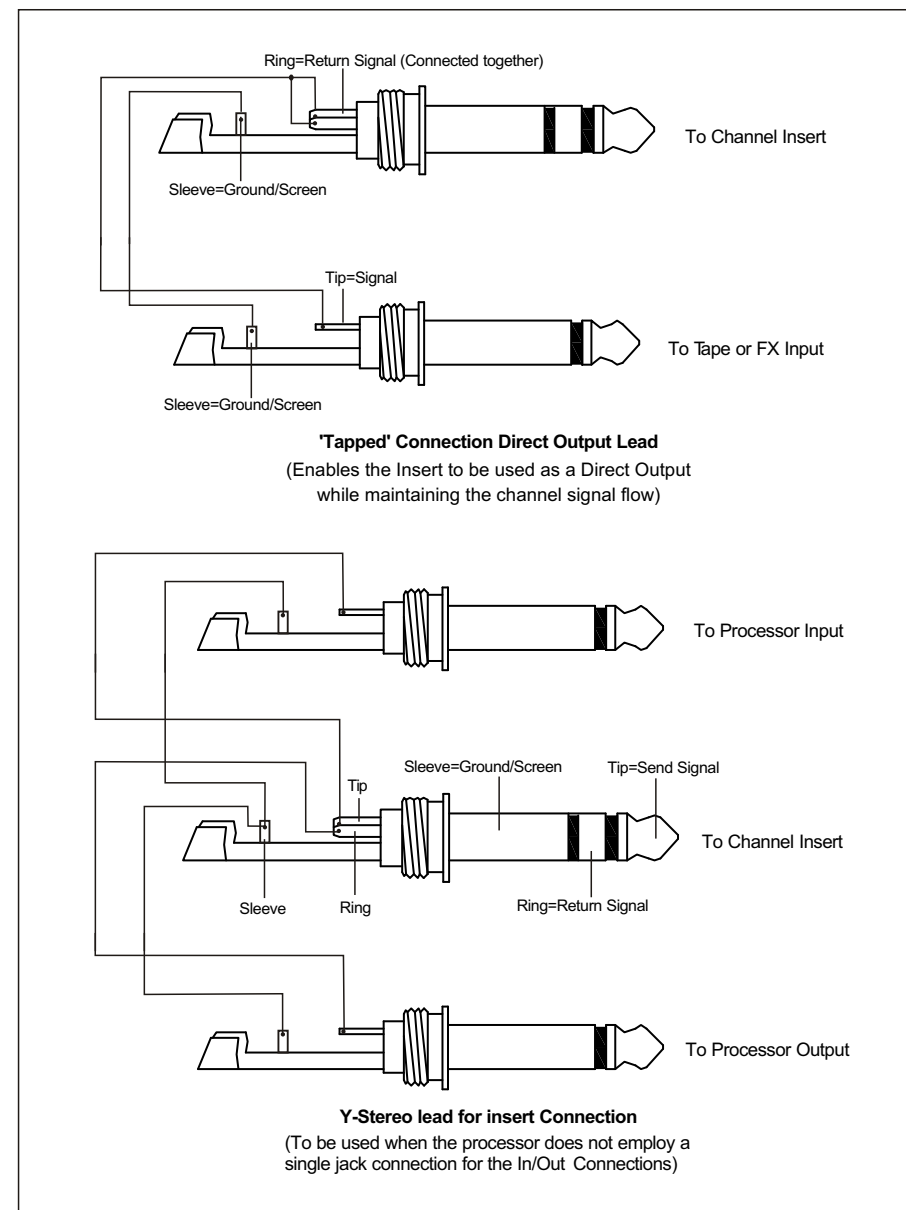 Ring=Return Signal (Connected together)
To Channel Insert
Sleeve=Ground/Screen
Tip=Signal
To Tape or FX Input
Sleeve=Ground/Screen
'Tapped' Connection Direct Output Lead
(Enables the Insert to be used as a Direct Output
while maintaining the channel signal flow)
To Processor Input
Sleeve=Ground/Screen
Tip=Send Signal
Tip
To Channel Insert
Sleeve
Ring
Ring=Return Signal
To Processor Output
Y-Stereo lead for insert Connection
(To be used when the processor does not employ a
single jack connection for the In/Out Connections)